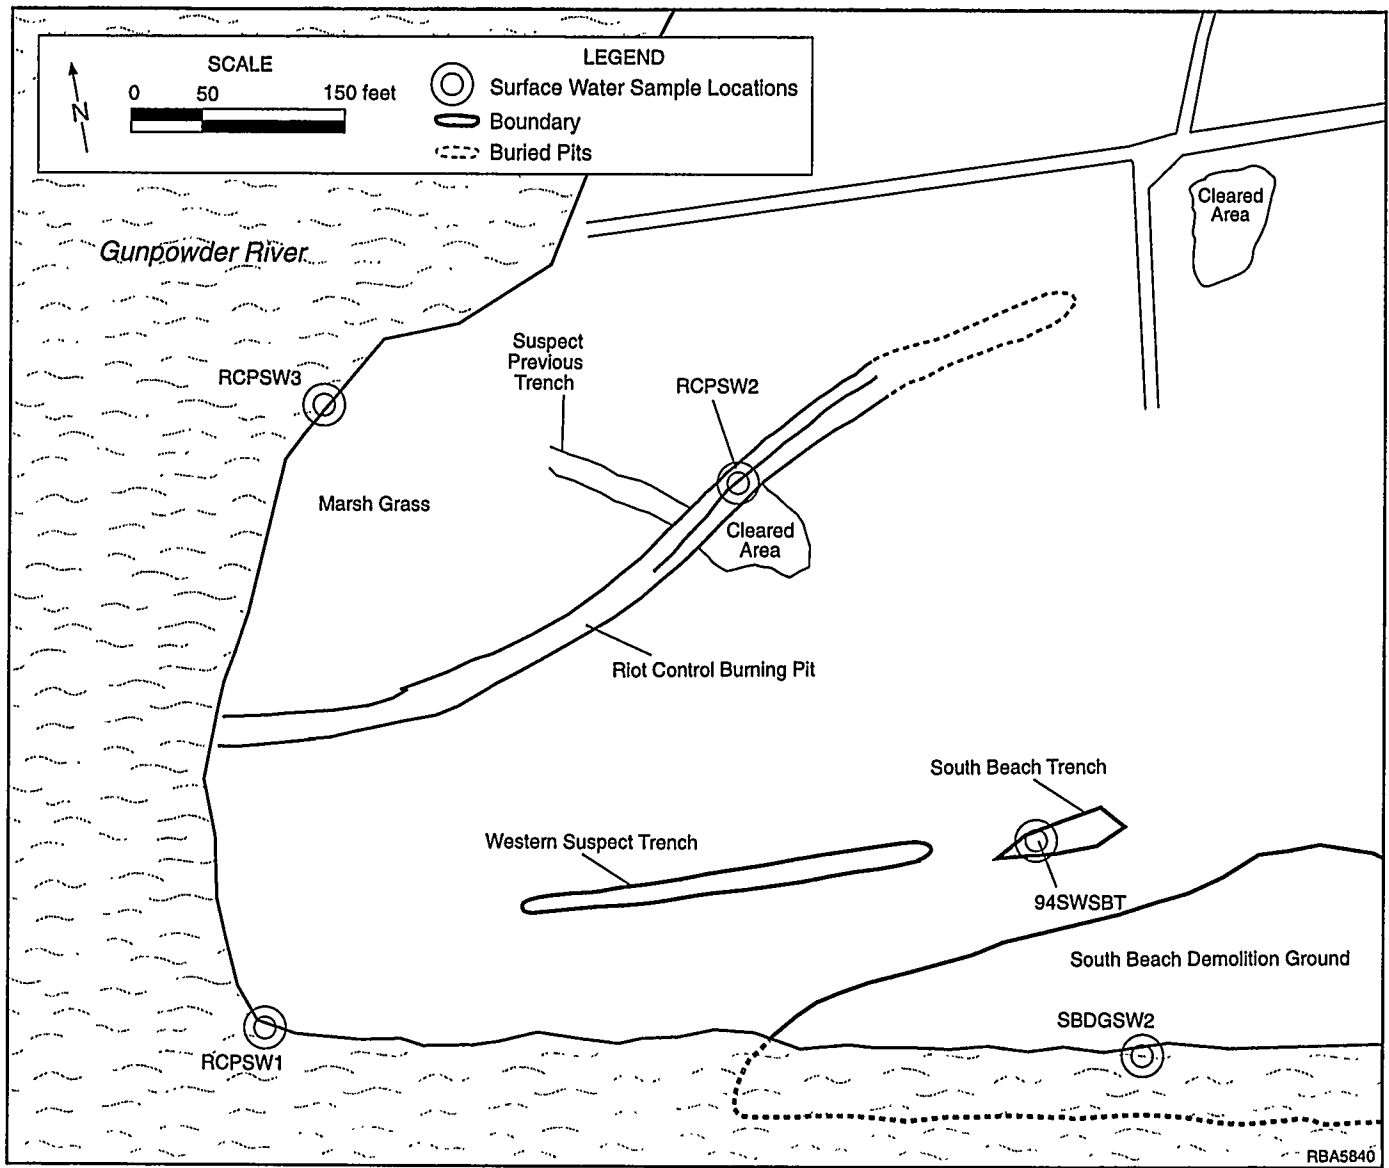 SCALE
0 50 150 feet
N
LEGEND
Surface Water Sample Locations
Boundary
Buried Pits
Cleared
Area
Gunpowder River
Suspect
Previous
Trench
RCPSW3
RCPSW2
Marsh Grass
Cleared
Area
Riot Control Burning Pit
South Beach Trench
Western Suspect Trench
94SWSBT
South Beach Demolition Ground
SBDGSW2
RCPSW1
RBA5840